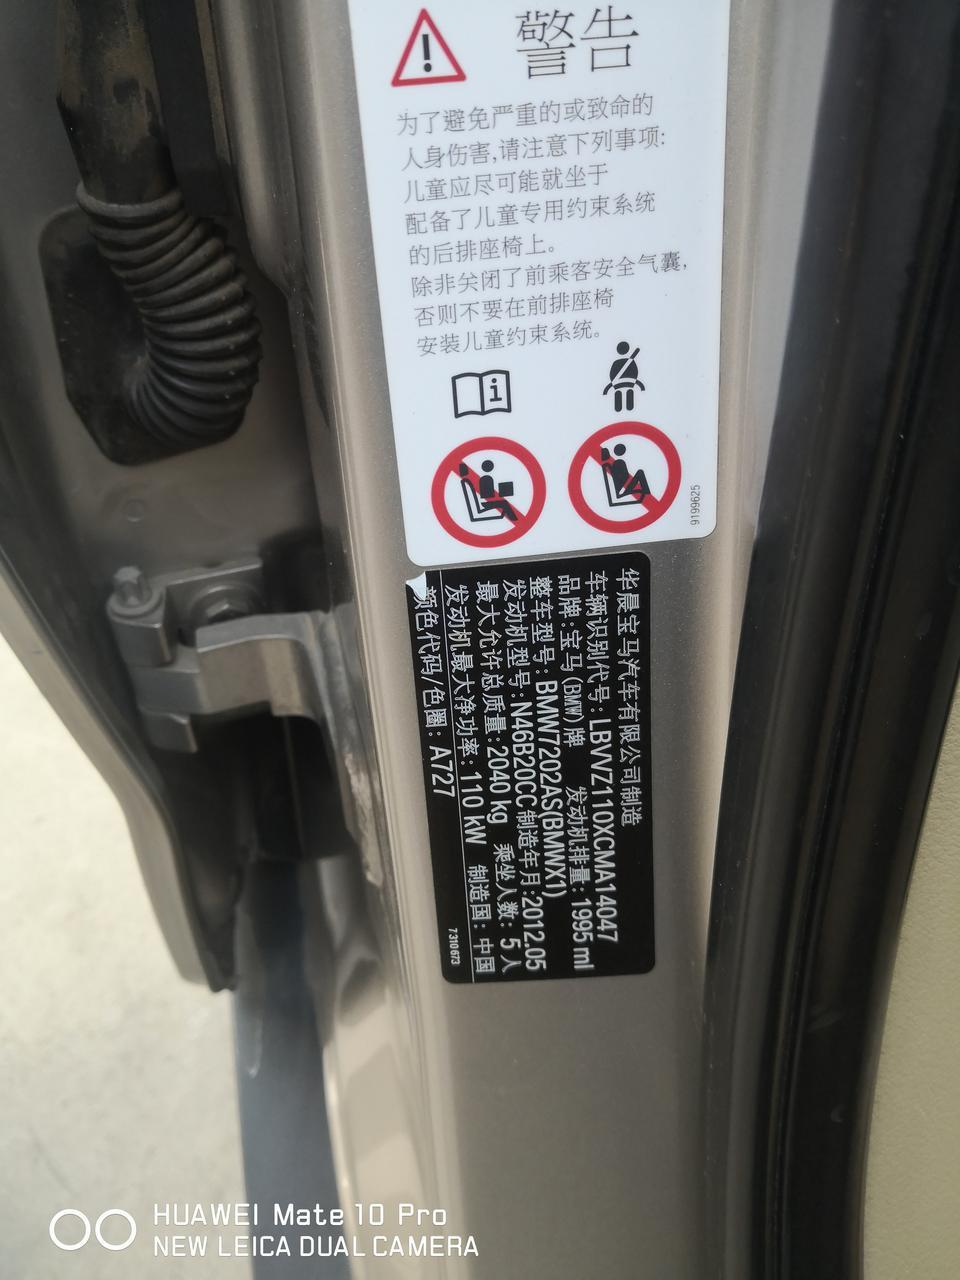 警告
为了避免严重的或致命的
人身伤害,请注意下列事项:
儿童应尽可能就坐于
配备了儿童专用约束系统
的后排座椅上。
除非关闭了前乘客安全气囊,
否则不要在前排座椅
安装儿童约束系统。
9199625
华晨宝马汽车有限公司制造
车辆识别代号: LBVVZ110XCMA14047
品牌: 宝马(BMW)牌 发动机排量: 1995 ml
整车型号: BMW7202AS(BMWX1)
发动机型号: N46B20CC 制造年月: 2012.05
最大允许总质量: 2040 kg 乘坐人数: 5 人
发动机最大净功率: 110 kW 制造国: 中国
颜色代码/色圈: A727
7 310 673
HUAWEI Mate 10 Pro
NEW LEICA DUAL CAMERA